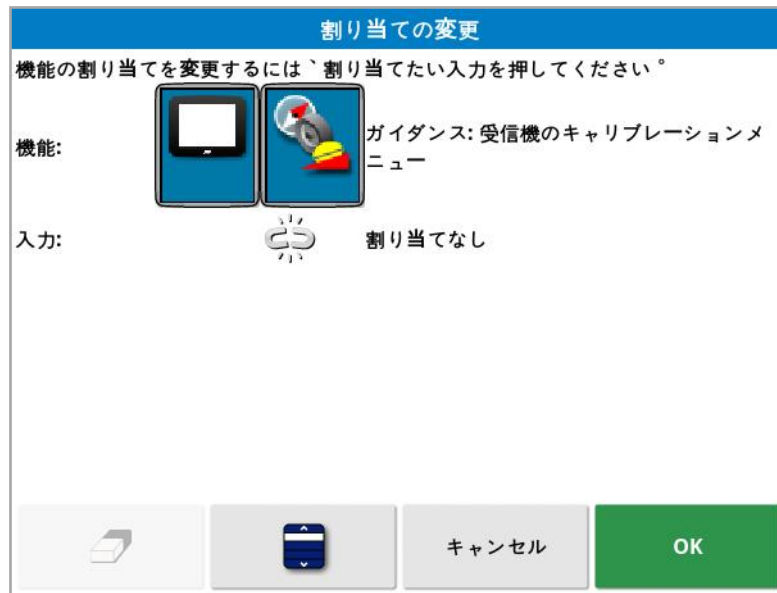 割り当ての変更
機能の割り当てを変更するには`割り当てたい入力を押してください°
機能:
ガイダンス: 受信機のキャリブレーションメ
ニュー
入力:
割り当てなし
キャンセル
OK